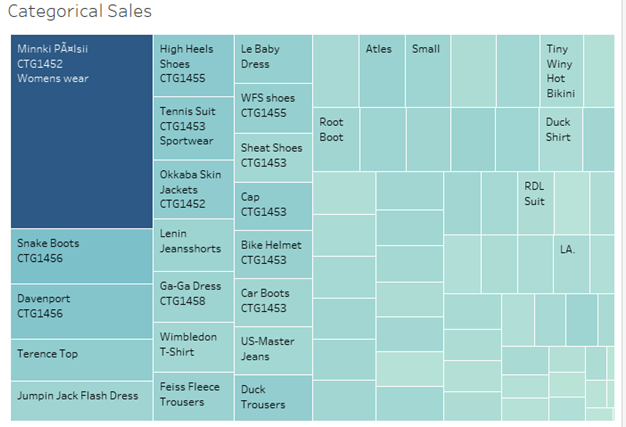 Categorical Sales
Minnki PÃ¤lsii
CTG1452
Womens wear
Snake Boots
CTG1456
Davenport
CTG1456
Terence Top
Jumpin Jack Flash Dress
High Heels
Shoes
CTG1455
Tennis Suit
CTG1453
Sportwear
Okkaba Skin
Jackets
CTG1452
Lenin
Jeansshorts
Ga-Ga Dress
CTG1458
Wimbledon
T-Shirt
Feiss Fleece
Trousers
Le Baby
Dress
WFS shoes
CTG1455
Sheat Shoes
CTG1453
Cap
CTG1453
Bike Helmet
CTG1453
Car Boots
CTG1453
US-Master
Jeans
Duck
Trousers
Atles
Small
Tiny
Winy
Hot
Bikini
Root
Boot
Duck
Shirt
RDL
Suit
LA.